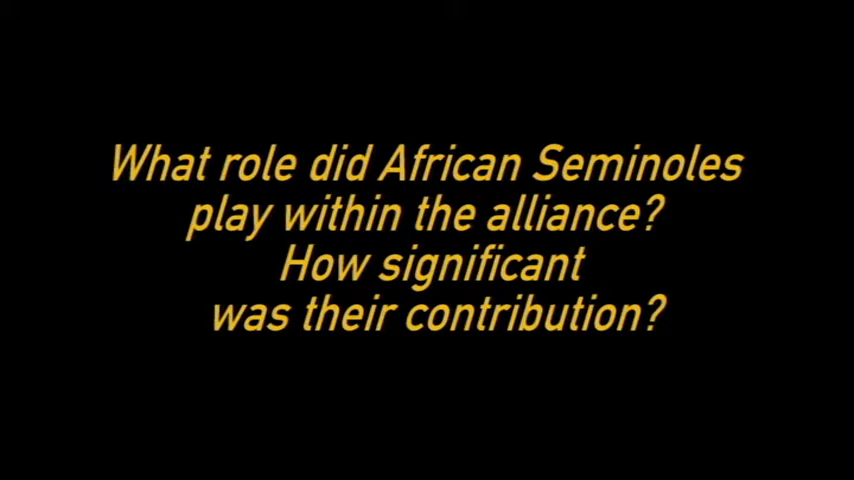 What role did African Seminoles
play within the alliance?
How significant
was their contribution?